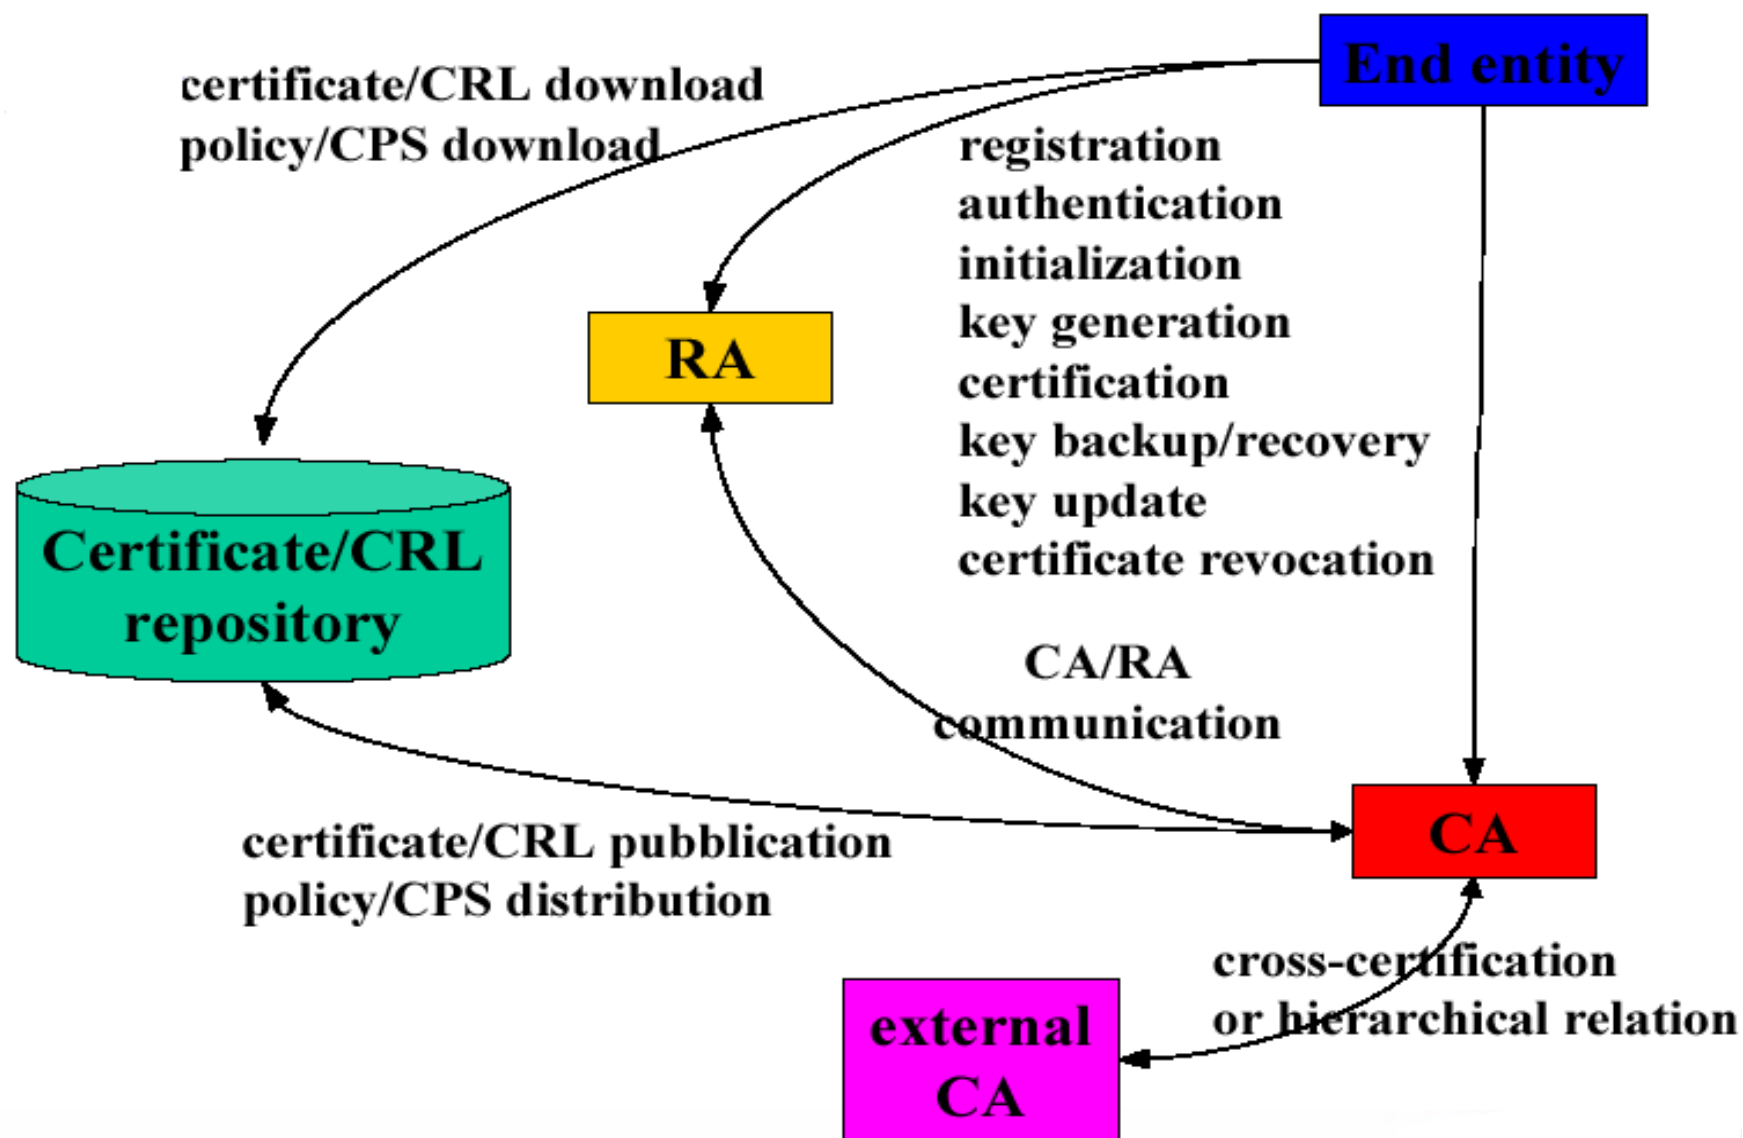 End entity
certificate/CRL download
policy/CPS download
registration
authentication
initialization
key generation
certification
key backup/recovery
key update
certificate revocation
RA
Certificate/CRL
repository
CA/RA
communication
certificate/CRL pubblication
policy/CPS distribution
CA
cross-certification
or hierarchical relation
external
CA